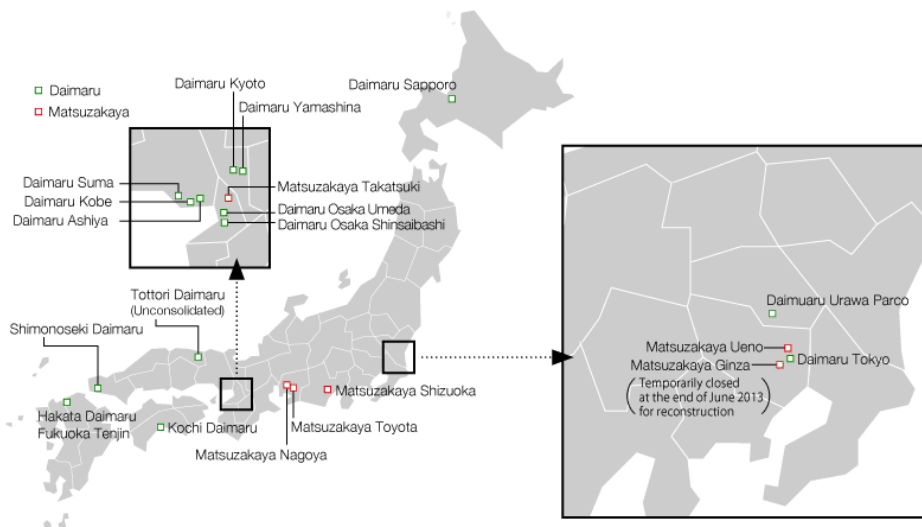 Daimaru Kyoto
Daimaru Sapporo
Daimaru
Daimaru Yamashina
Matsuzakaya
Daimaru Suma
Matsuzakaya Takatsuki
Daimaru Kobe
Daimaru Osaka Umeda
Daimaru Ashiya
Daimaru Osaka Shinsaibashi
Tottori Daimaru
(Unconsolidated)
Daimuaru Urawa Parco
Shimonoseki Daimaru
Matsuzakaya Ueno
Daimaru Tokyo
Matsuzakaya Ginza
(Temporarily closed
at the end of June 2013
for reconstruction)
Matsuzakaya Shizuoka
Hakata Daimaru
Fukuoka Tenjin
Kochi Daimaru
Matsuzakaya Toyota
Matsuzakaya Nagoya